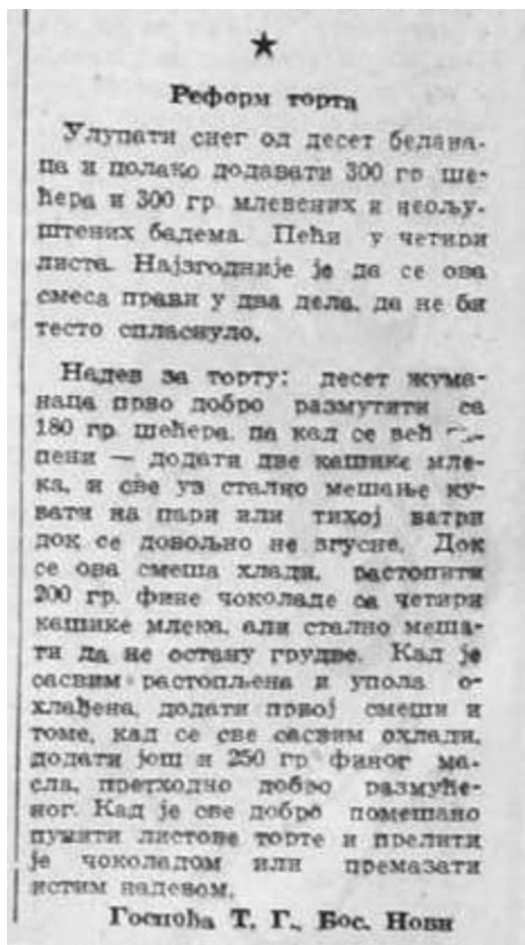 Реформ торта
Улупати снег од десет белана-
ца и полако додавати 300 гр ше-
ћера и 300 гр. млевених и неољу-
штених бадема. Пећи у четири
листа. Најзгодније је да се ова
смеса прави у два дела, да не би
тесто спласнуло.
Надев за торту: десет жума-
наца прво добро размутити са
180 гр. шећера, па кад се већ
пени — додати две кашике мле-
ка, и све уз стално мешање ку-
вати на пари или тихој ватри
док се довољно не згусне. Док
се ова смеша хлади, растопити
200 гр. фине чоколаде са четири
кашике млека, али стално меша-
ти да не остану грудве. Кад је
сасвим растопљена и упола о-
хлађена, додати првој смеши и
томе, кад се све сасвим охлади,
додати још и 250 гр финог ма-
сла, претходно добро размуће-
ног. Кад је све добро помешано
пунити листове торте и прелити
је чоколадом или премазати
истим надевом.
Госпођа Т. Г., Бос. Нови